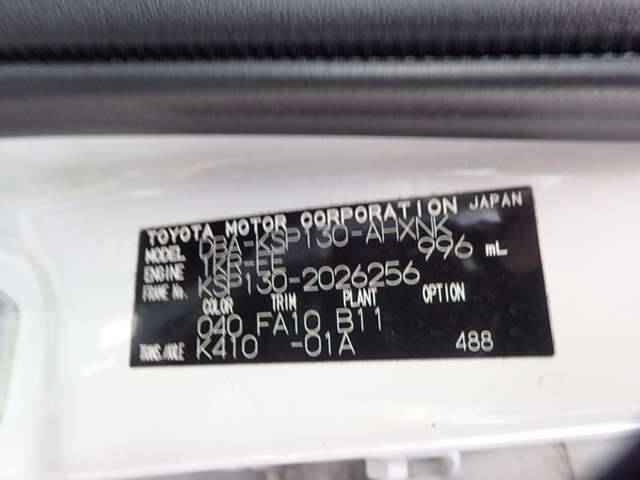 TOYOTA MOTOR CORPORATION JAPAN
MODEL DBA-KSP130-AHXNK
ENGINE 1KR-FE 996 mL
FRAME No. KSP130-2026256
COLOR TRIM PLANT OPTION
040 FA10 B11
TRANS./AXLE K410 -01A 488